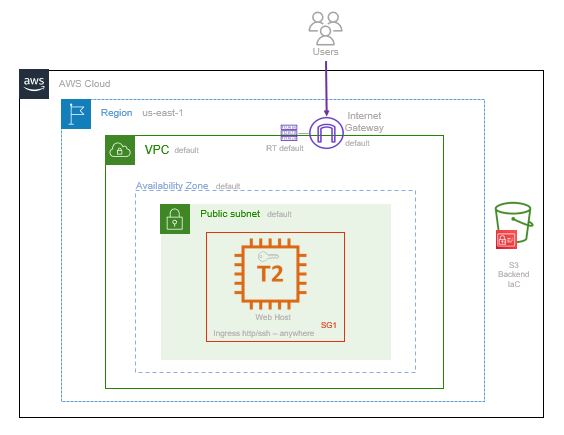 Users
aws
AWS Cloud
Region us-east-1
Internet
Gateway
default
RT default
VPC default
Availability Zone default
Public subnet default
T2
Web Host
SG1
Ingress http/ssh – anywhere
S3
Backend
IaC